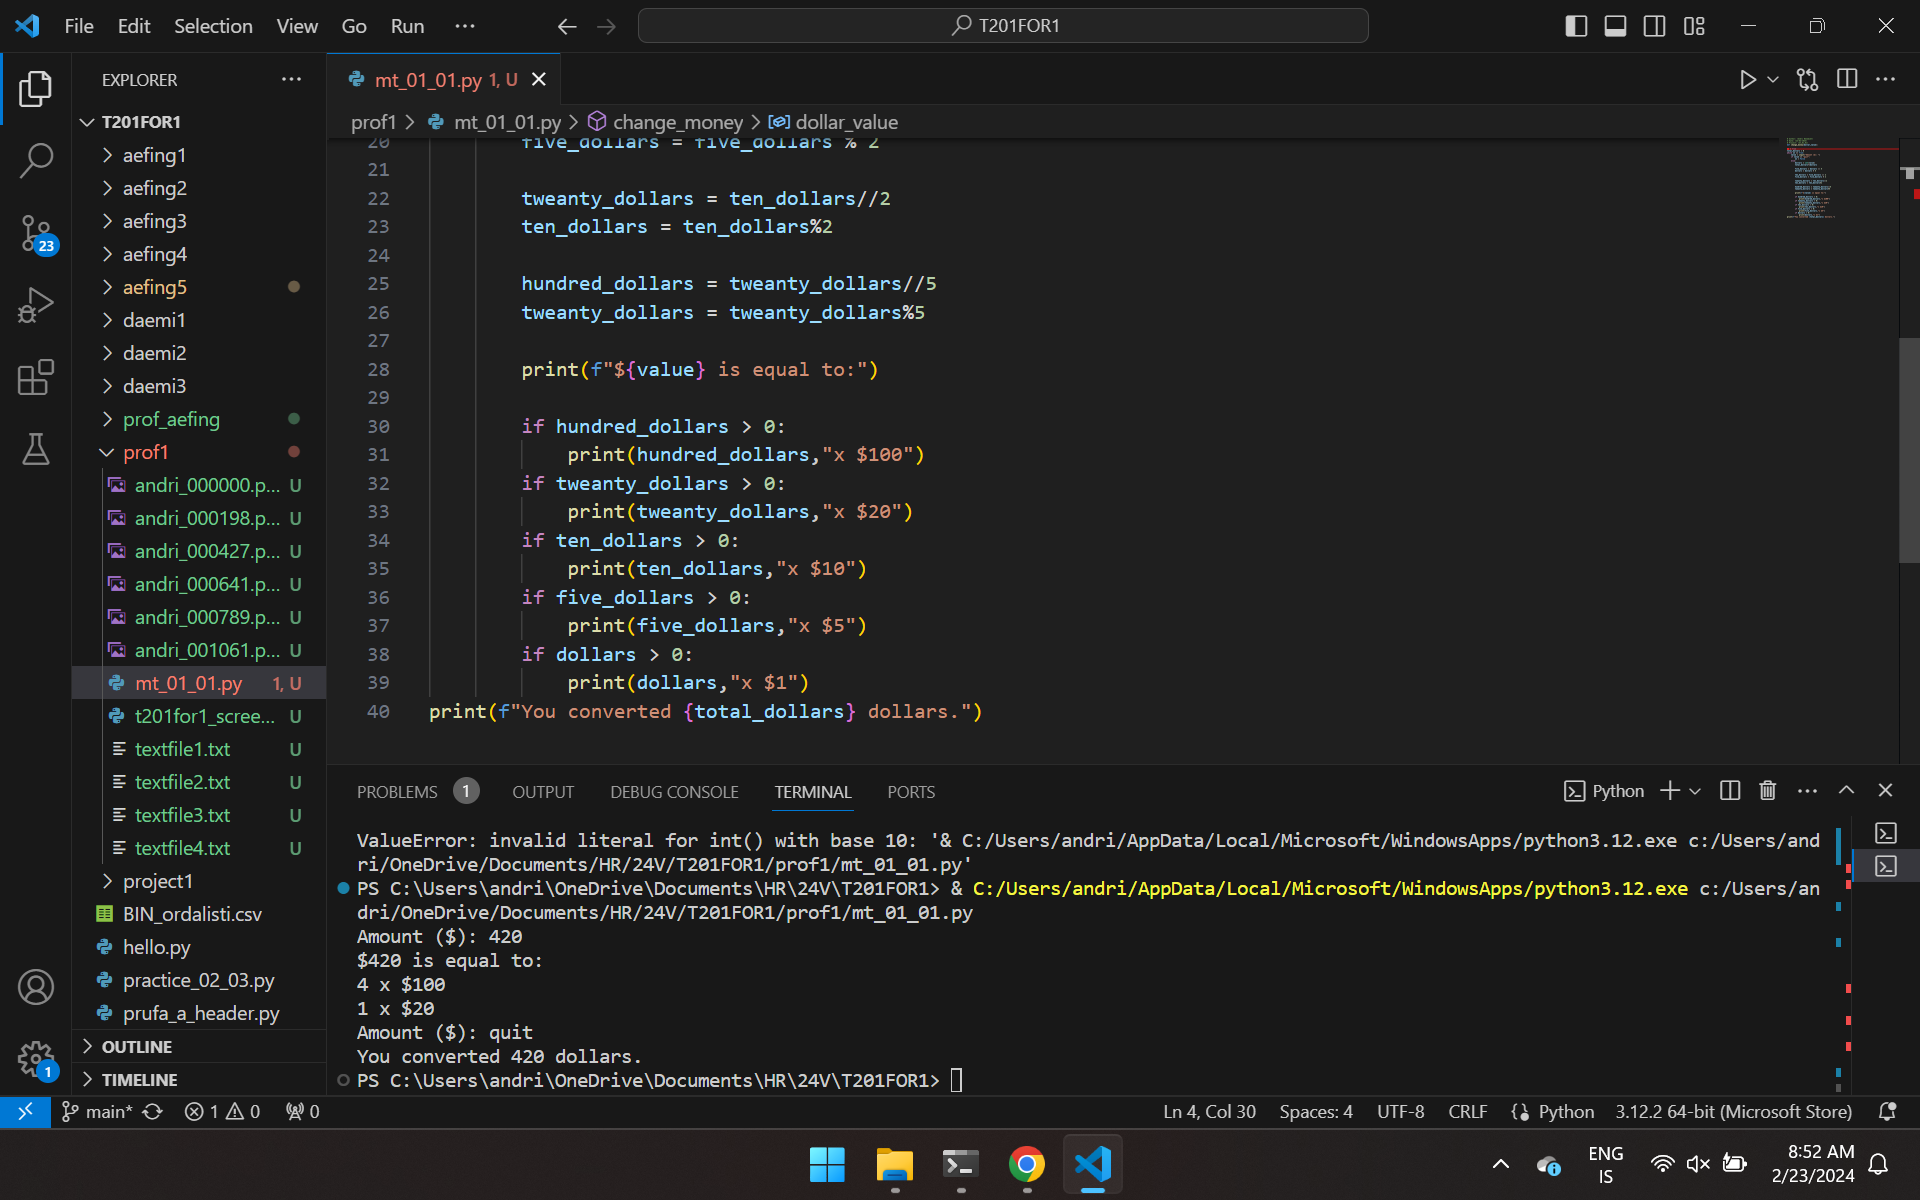 File Edit Selection View Go Run ··· T201FOR1
EXPLORER ···
T201FOR1
aefing1
aefing2
aefing3
aefing4
aefing5
daemi1
daemi2
daemi3
prof_aefing
prof1
andri_000000.p... U
andri_000198.p... U
andri_000427.p... U
andri_000641.p... U
andri_000789.p... U
andri_001061.p... U
mt_01_01.py 1, U
t201for1_scree... U
textfile1.txt U
textfile2.txt U
textfile3.txt U
textfile4.txt U
project1
BIN_ordalisti.csv
hello.py
practice_02_03.py
prufa_a_header.py
OUTLINE
TIMELINE
23
1
mt_01_01.py 1, U
prof1 > mt_01_01.py > change_money > dollar_value
20 five_dollars = five_dollars % 2
21
22 tweanty_dollars = ten_dollars//2
23 ten_dollars = ten_dollars%2
24
25 hundred_dollars = tweanty_dollars//5
26 tweanty_dollars = tweanty_dollars%5
27
28 print(f"${value} is equal to:")
29
30 if hundred_dollars > 0:
31 print(hundred_dollars,"x $100")
32 if tweanty_dollars > 0:
33 print(tweanty_dollars,"x $20")
34 if ten_dollars > 0:
35 print(ten_dollars,"x $10")
36 if five_dollars > 0:
37 print(five_dollars,"x $5")
38 if dollars > 0:
39 print(dollars,"x $1")
40 print(f"You converted {total_dollars} dollars.")
PROBLEMS 1 OUTPUT DEBUG CONSOLE TERMINAL PORTS Python
ValueError: invalid literal for int() with base 10: '& C:/Users/andri/AppData/Local/Microsoft/WindowsApps/python3.12.exe c:/Users/and
ri/OneDrive/Documents/HR/24V/T201FOR1/prof1/mt_01_01.py'
PS C:\Users\andri\OneDrive\Documents\HR\24V\T201FOR1> & C:/Users/andri/AppData/Local/Microsoft/WindowsApps/python3.12.exe c:/Users/an
dri/OneDrive/Documents/HR/24V/T201FOR1/prof1/mt_01_01.py
Amount ($): 420
$420 is equal to:
4 x $100
1 x $20
Amount ($): quit
You converted 420 dollars.
PS C:\Users\andri\OneDrive\Documents\HR\24V\T201FOR1>
main* 1 0 0 Ln 4, Col 30 Spaces: 4 UTF-8 CRLF Python 3.12.2 64-bit (Microsoft Store)
ENG
IS
8:52 AM
2/23/2024